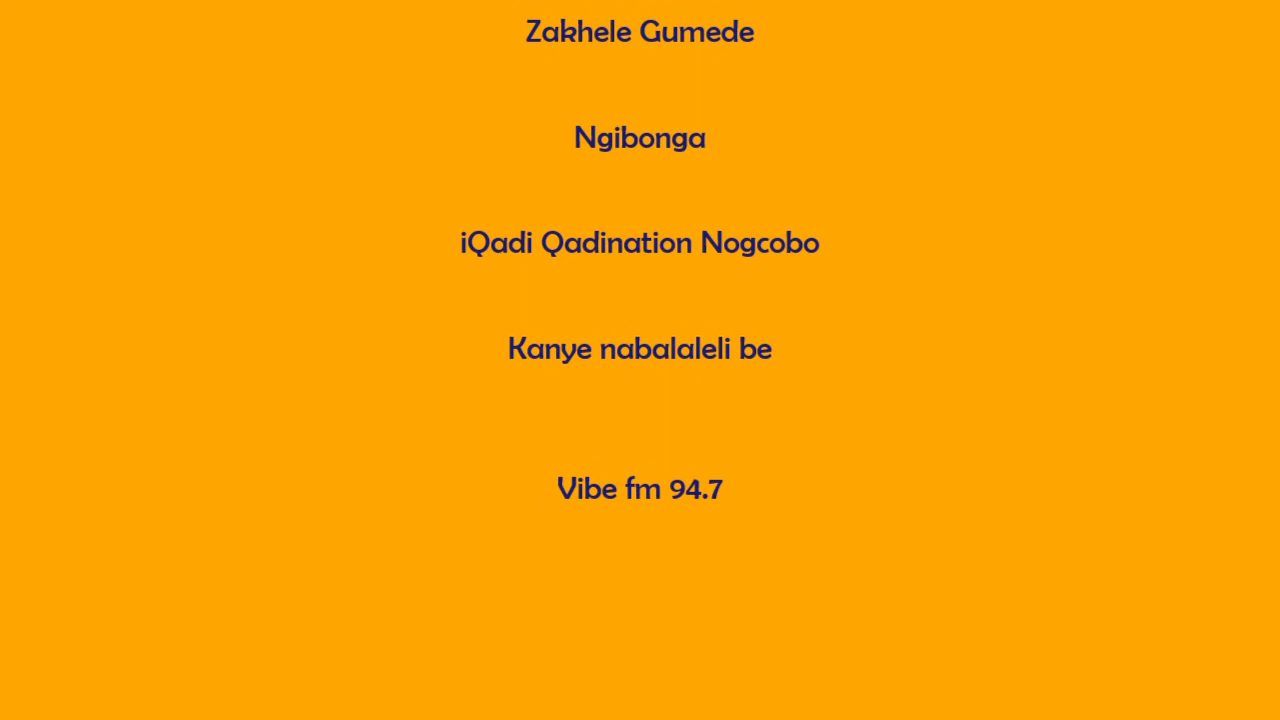 Zakhele Gumede
Ngibonga
iQadi Qadination Nogcobo
Kanye nabalaleli be
Vibe fm 94.7